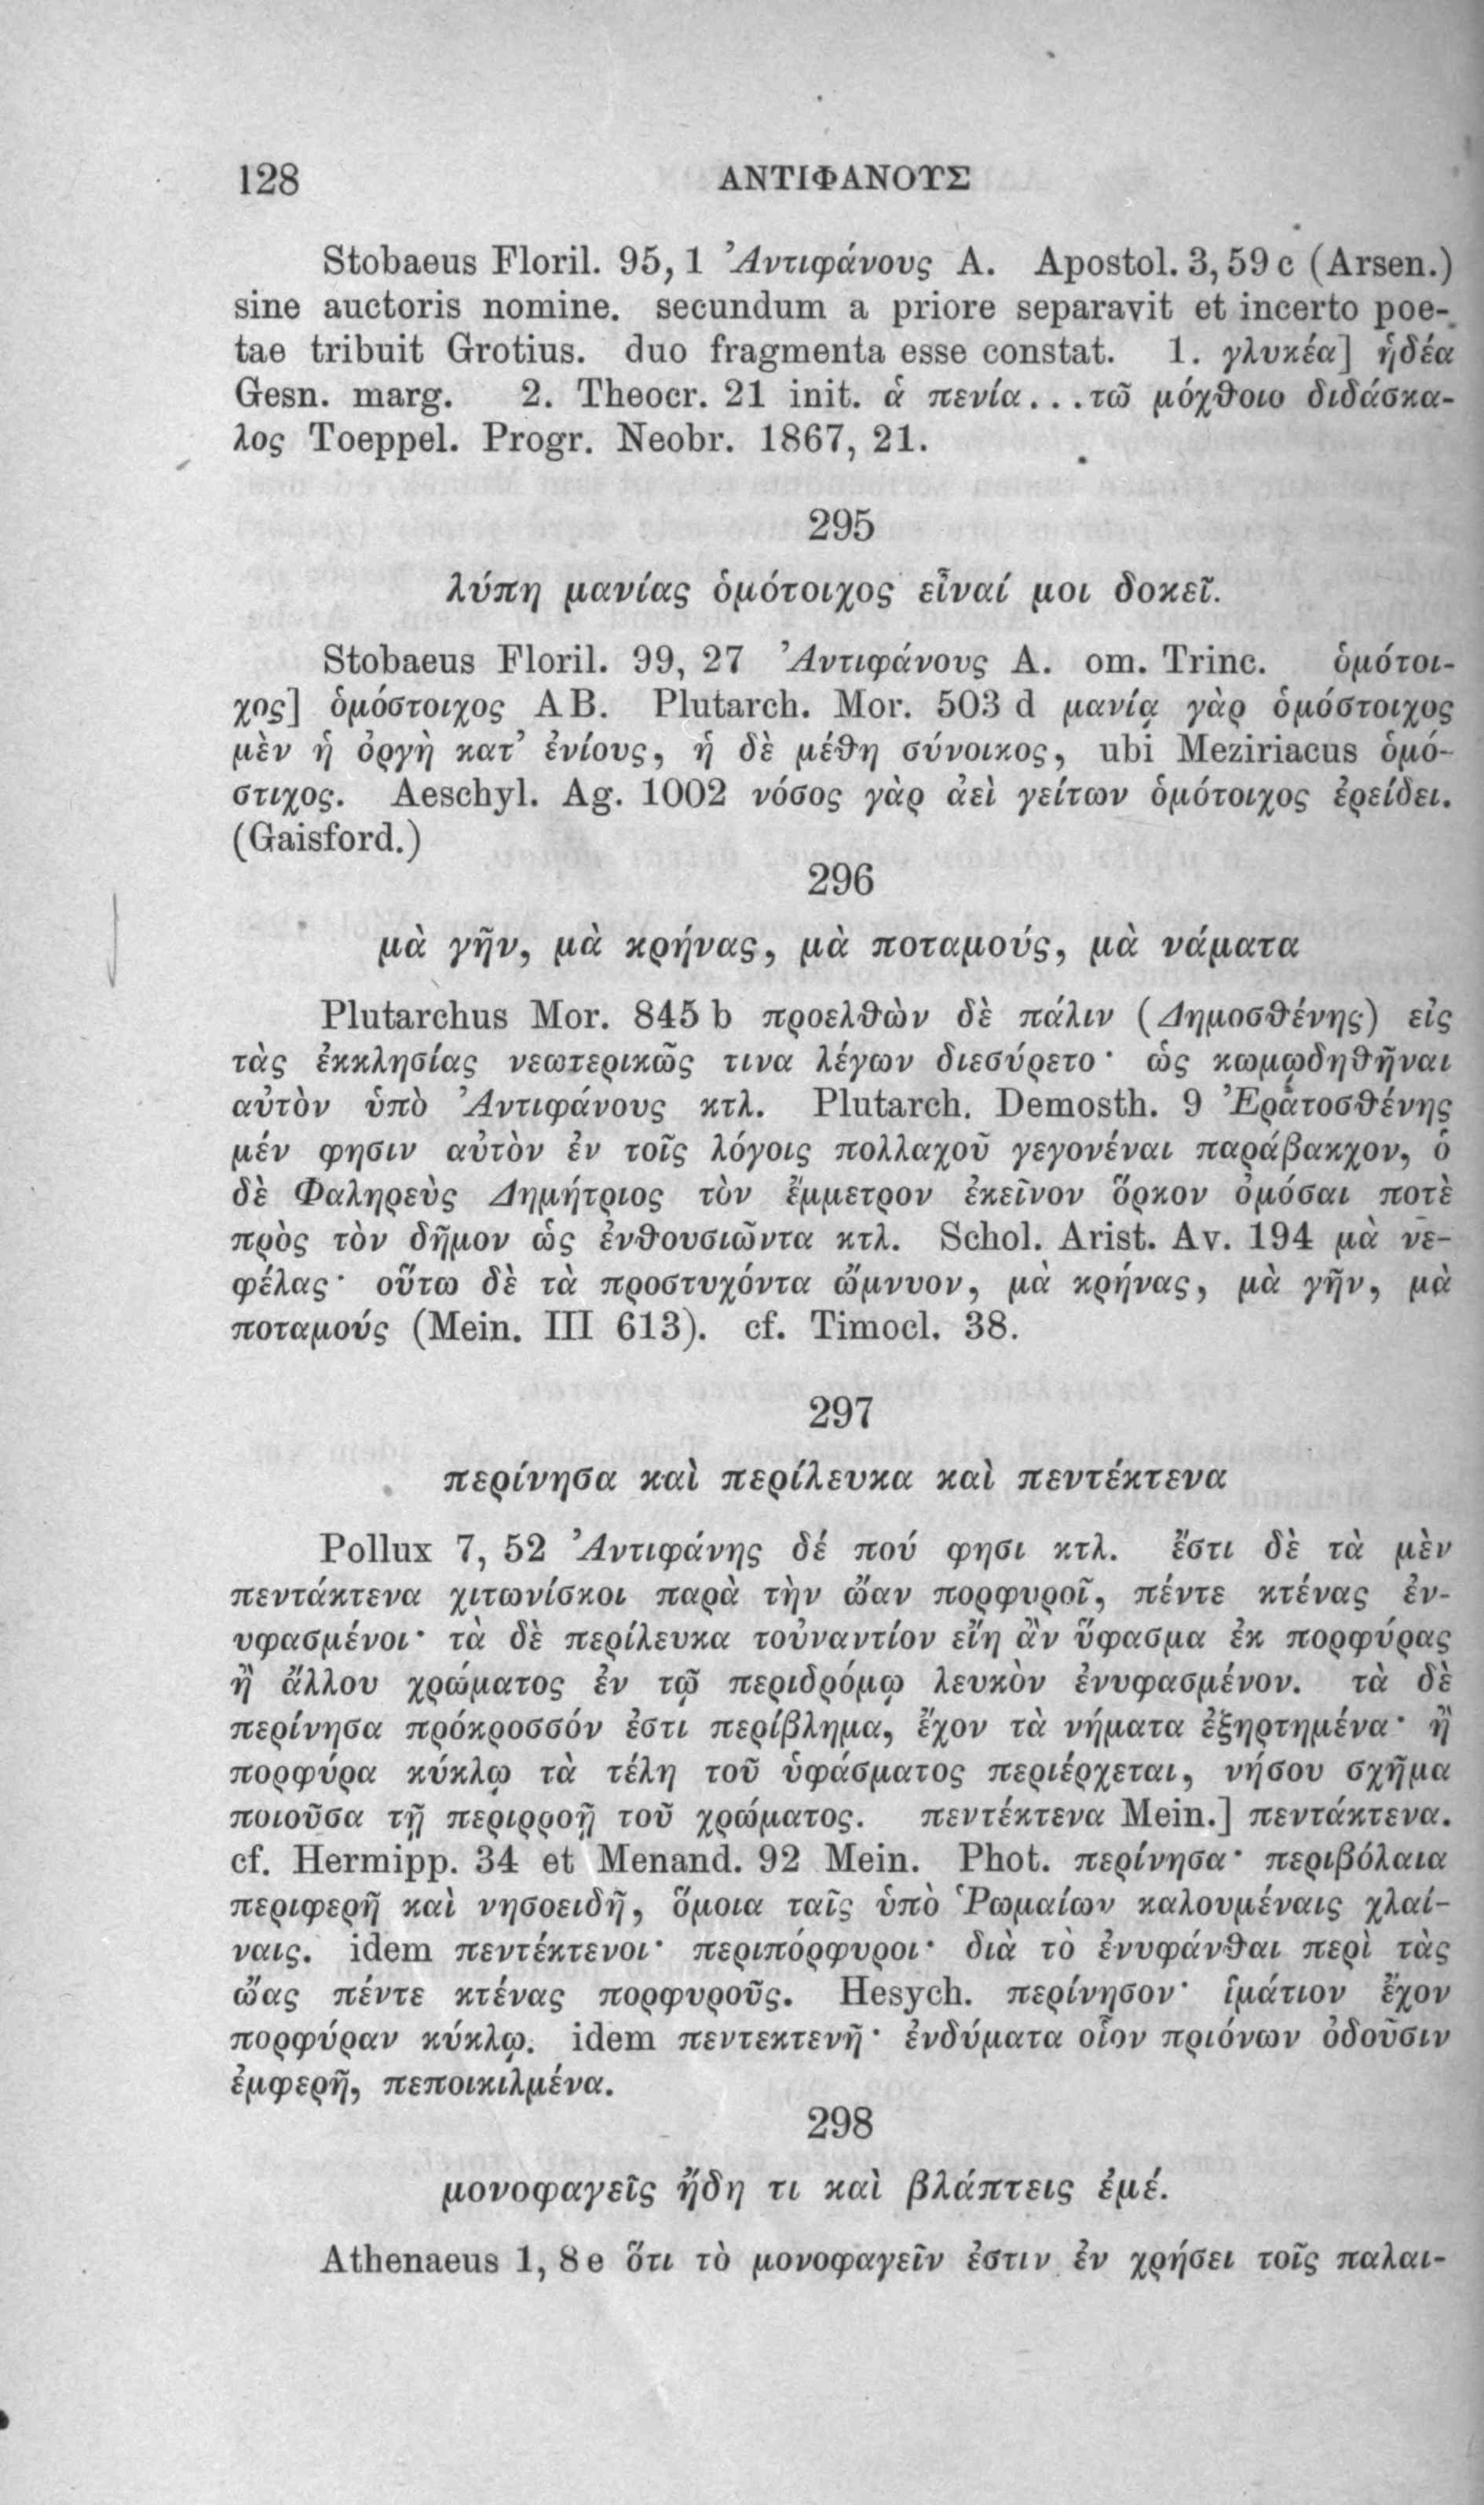 128 ΑΝΤΙΦΑΝΟΥΣ
Stobaeus Floril. 95, 1 Ἀντιφάνους A. Apostol. 3, 59 c (Arsen.)
sine auctoris nomine. secundum a priore separavit et incerto poe-
tae tribuit Grotius. duo fragmenta esse constat. 1. γλυκέα] ἡδέα
Gesn. marg. 2. Theocr. 21 init. ἁ πενία . . . τῶ μόχθοιο διδάσκα-
λος Toeppel. Progr. Neobr. 1867, 21.
295
λύπη μανίας ὁμότοιχος εἶναί μοι δοκεῖ.
Stobaeus Floril. 99, 27 Ἀντιφάνους A. om. Trinc. ὁμότοι-
χος] ὁμόστοιχος A B. Plutarch. Mor. 503 d μανίᾳ γὰρ ὁμόστοιχος
μὲν ἡ ὀργὴ κατ’ ἐνίους, ἡ δὲ μέθη σύνοικος, ubi Meziriacus ὁμό-
στιχος. Aeschyl. Ag. 1002 νόσος γὰρ ἀεὶ γείτων ὁμότοιχος ἐρείδει.
(Gaisford.)
296
μὰ γῆν, μὰ κρήνας, μὰ ποταμούς, μὰ νάματα
Plutarchus Mor. 845 b προελθὼν δὲ πάλιν (Δημοσθένης) εἰς
τὰς ἐκκλησίας νεωτερικῶς τινα λέγων διεσύρετο· ὡς κωμῳδηθῆναι
αὐτὸν ὑπὸ Ἀντιφάνους κτλ. Plutarch. Demosth. 9 Ἐρατοσθένης
μέν φησιν αὐτὸν ἐν τοῖς λόγοις πολλαχοῦ γεγονέναι παράβακχον, ὁ
δὲ Φαληρεὺς Δημήτριος τὸν ἔμμετρον ἐκεῖνον ὅρκον ὀμόσαι ποτὲ
πρὸς τὸν δῆμον ὡς ἐνθουσιῶντα κτλ. Schol. Arist. Av. 194 μὰ νε-
φέλας· οὕτω δὲ τὰ προστυχόντα ὤμνυον, μὰ κρήνας, μὰ γῆν, μὰ
ποταμούς (Mein. III 613). cf. Timocl. 38.
297
περίνησα καὶ περίλευκα καὶ πεντέκτενα
Pollux 7, 52 Ἀντιφάνης δέ πού φησι κτλ. ἔστι δὲ τὰ μὲν
πεντάκτενα χιτωνίσκοι παρὰ τὴν ὤαν πορφυροῖ, πέντε κτένας ἐν-
υφασμένοι· τὰ δὲ περίλευκα τοὐναντίον εἴη ἂν ὕφασμα ἐκ πορφύρας
ἢ ἄλλου χρώματος ἐν τῷ περιδρόμῳ λευκὸν ἐνυφασμένον. τὰ δὲ
περίνησα πρόκροσσόν ἐστι περίβλημα, ἔχον τὰ νήματα ἐξηρτημένα· ἢ
πορφύρα κύκλῳ τὰ τέλη τοῦ ὑφάσματος περιέρχεται, νήσου σχῆμα
ποιοῦσα τῇ περιρροῇ τοῦ χρώματος. πεντέκτενα Mein.] πεντάκτενα.
cf. Hermipp. 34 et Menand. 92 Mein. Phot. περίνησα· περιβόλαια
περιφερῆ καὶ νησοειδῆ, ὅμοια ταῖς ὑπὸ Ῥωμαίων καλουμέναις χλαί-
ναις. idem πεντέκτενοι· περιπόρφυροι· διὰ τὸ ἐνυφάνθαι περὶ τὰς
ὤας πέντε κτένας πορφυροῦς. Hesych. περίνησον· ἱμάτιον ἔχον
πορφύραν κύκλῳ. idem πεντεκτενῆ· ἐνδύματα οἷον πριόνων ὀδοῦσιν
ἐμφερῆ, πεποικιλμένα.
298
μονοφαγεῖς ἤδη τι καὶ βλάπτεις ἐμέ.
Athenaeus 1, 8 e ὅτι τὸ μονοφαγεῖν ἐστιν ἐν χρήσει τοῖς παλαι-